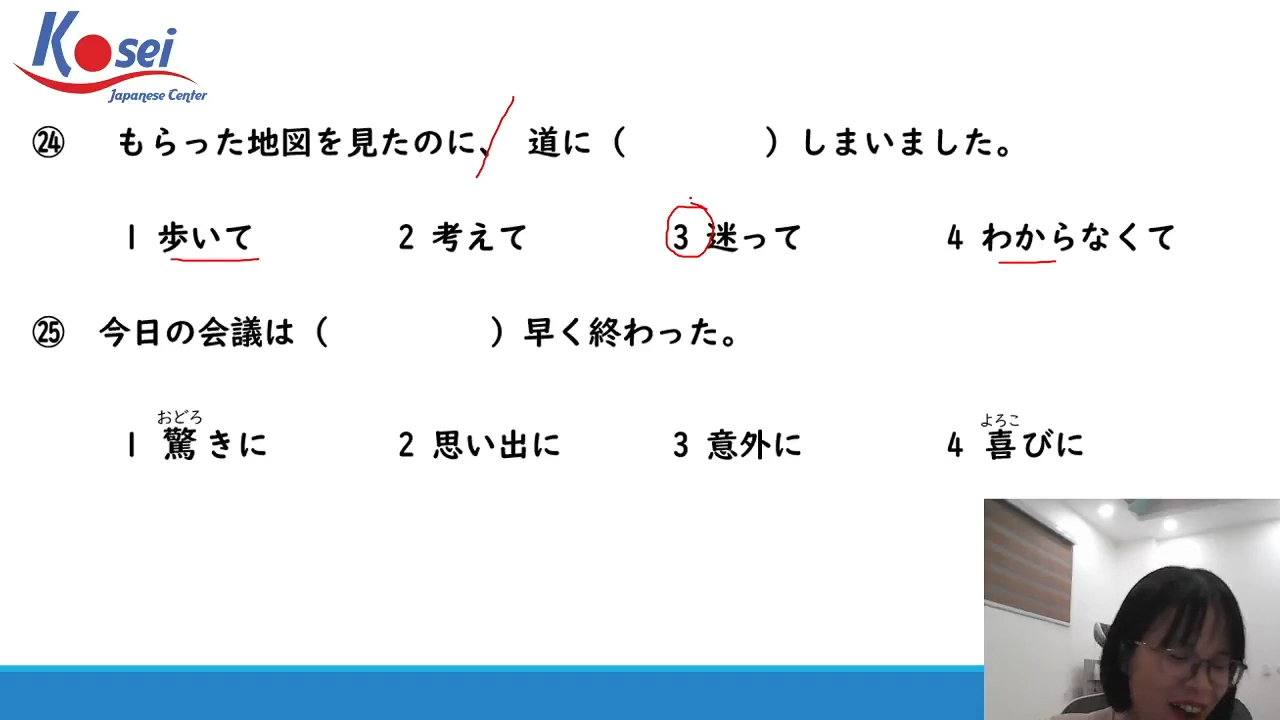 Kosei
Japanese Center
㉔ もらった地図を見たのに、 道に（ ）しまいました。
1 歩いて 2 考えて 3 迷って 4 わからなくて
㉕ 今日の会議は（ ）早く終わった。
おどろ よろこ
1 驚きに 2 思い出に 3 意外に 4 喜びに